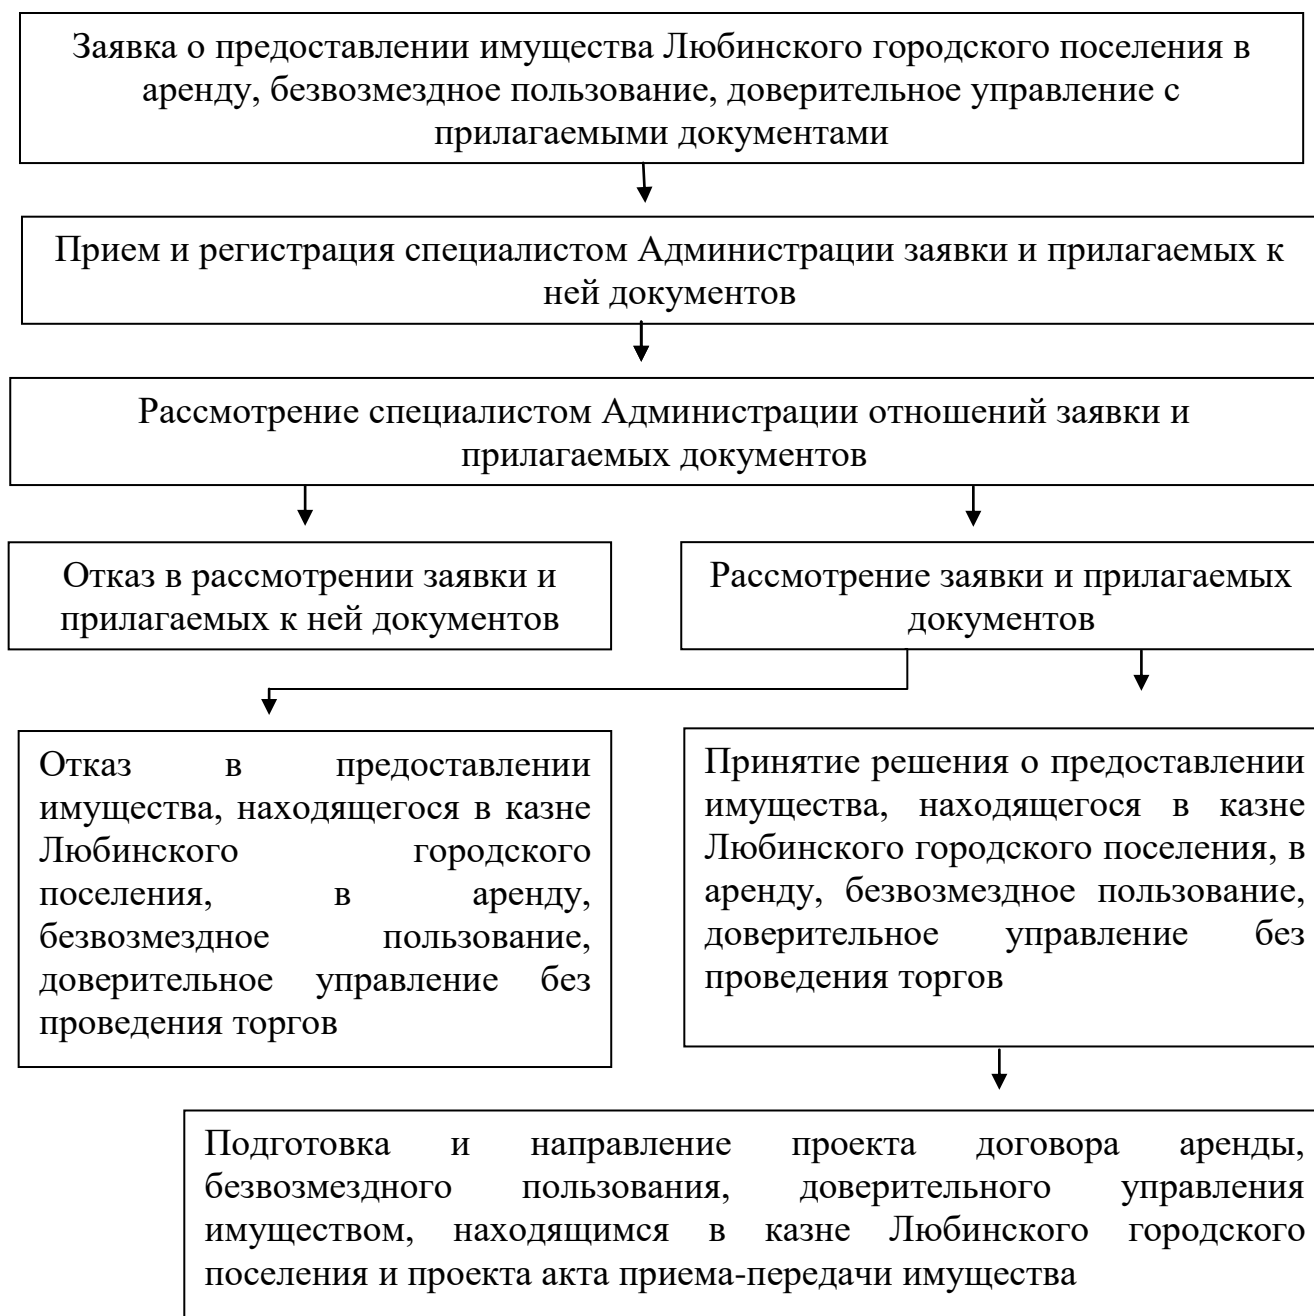 Заявка о предоставлении имущества Любинского городского поселения в
аренду, безвозмездное пользование, доверительное управление с
прилагаемыми документами
Прием и регистрация специалистом Администрации заявки и прилагаемых к
ней документов
Рассмотрение специалистом Администрации отношений заявки и
прилагаемых документов
Отказ в рассмотрении заявки и
прилагаемых к ней документов
Рассмотрение заявки и прилагаемых
документов
Отказ в предоставлении
имущества, находящегося в казне
Любинского городского
поселения, в аренду,
безвозмездное пользование,
доверительное управление без
проведения торгов
Принятие решения о предоставлении
имущества, находящегося в казне
Любинского городского поселения, в
аренду, безвозмездное пользование,
доверительное управление без
проведения торгов
Подготовка и направление проекта договора аренды,
безвозмездного пользования, доверительного управления
имуществом, находящимся в казне Любинского городского
поселения и проекта акта приема-передачи имущества